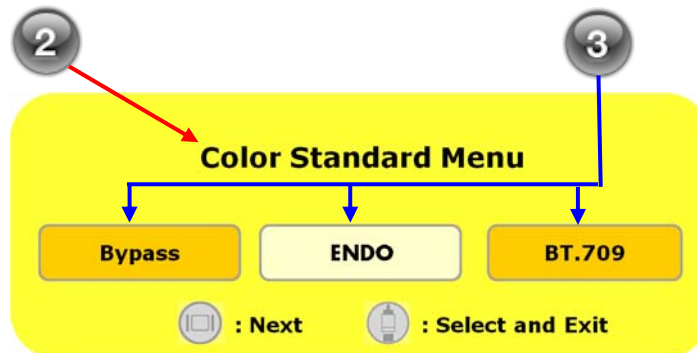 2 3
Color Standard Menu
Bypass ENDO BT.709
: Next : Select and Exit